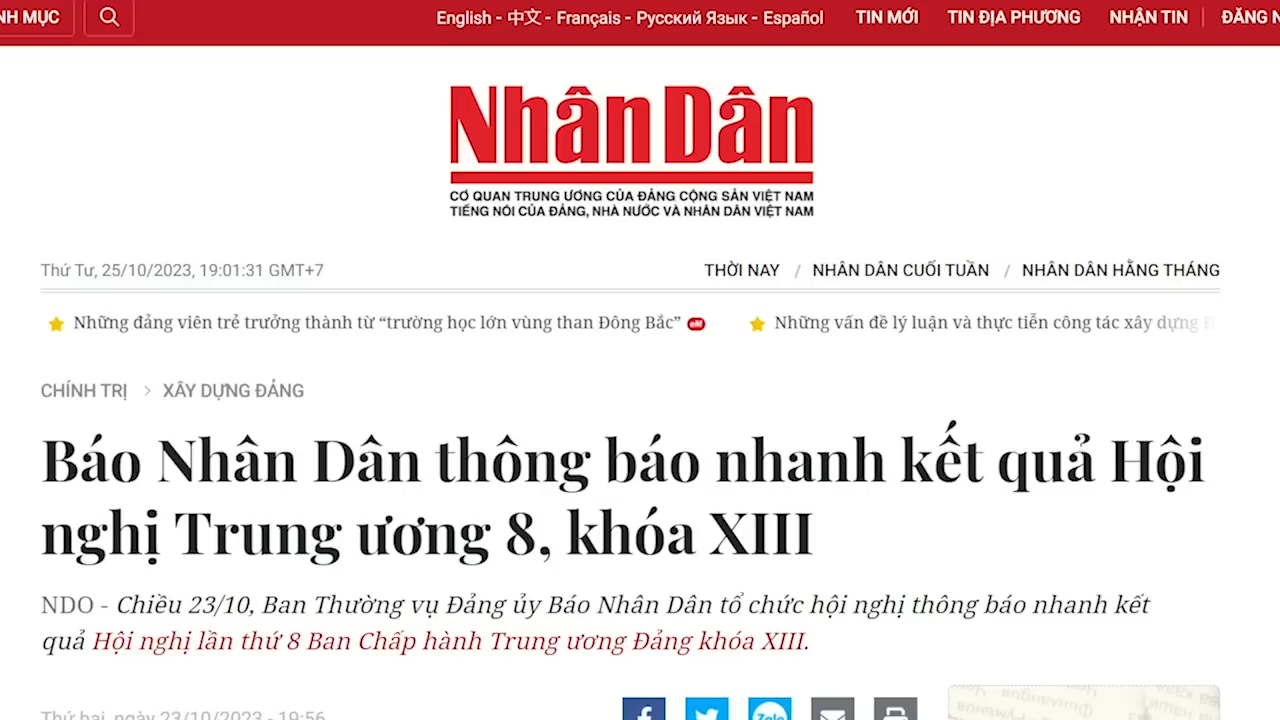 NH MỤC
English - 中文 - Français - Русский Язык - Español
TIN MỚI
TIN ĐỊA PHƯƠNG
NHẬN TIN
ĐĂNG N
Nhân Dân
CƠ QUAN TRUNG ƯƠNG CỦA ĐẢNG CỘNG SẢN VIỆT NAM
TIẾNG NÓI CỦA ĐẢNG, NHÀ NƯỚC VÀ NHÂN DÂN VIỆT NAM
Thứ Tư, 25/10/2023, 19:01:31 GMT+7
THỜI NAY / NHÂN DÂN CUỐI TUẦN / NHÂN DÂN HẰNG THÁNG
Những đảng viên trẻ trưởng thành từ “trường học lớn vùng than Đông Bắc”
Những vấn đề lý luận và thực tiễn công tác xây dựng
CHÍNH TRỊ > XÂY DỰNG ĐẢNG
Báo Nhân Dân thông báo nhanh kết quả Hội
nghị Trung ương 8, khóa XIII
NDO - Chiều 23/10, Ban Thường vụ Đảng ủy Báo Nhân Dân tổ chức hội nghị thông báo nhanh kết
quả Hội nghị lần thứ 8 Ban Chấp hành Trung ương Đảng khóa XIII.
Thứ hai, ngày 23/10/2023 - 19:56
Zalo